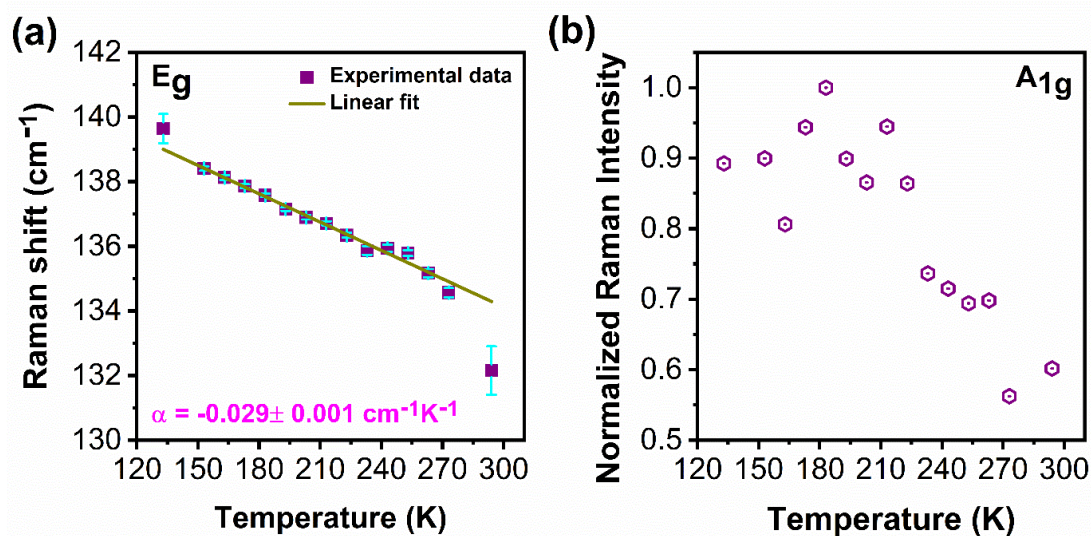 (a)
Eg
Experimental data
Linear fit
α = -0.029± 0.001 cm⁻¹K⁻¹
Raman shift (cm⁻¹)
142
140
138
136
134
132
130
120 150 180 210 240 270 300
Temperature (K)
(b)
A1g
Normalized Raman Intensity
1.0
0.9
0.8
0.7
0.6
0.5
120 150 180 210 240 270 300
Temperature (K)